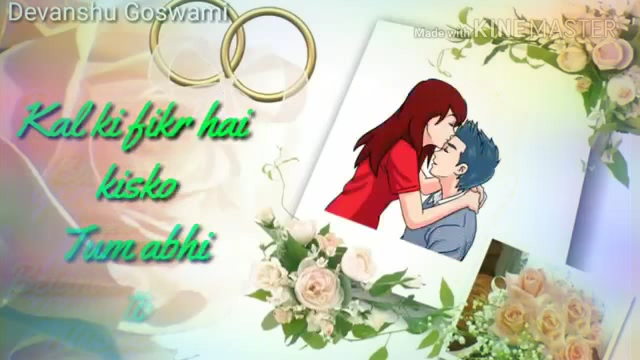 Devanshu Goswami
Made with KINEMASTER
Kal ki fikr hai
kisko
Tum abhi